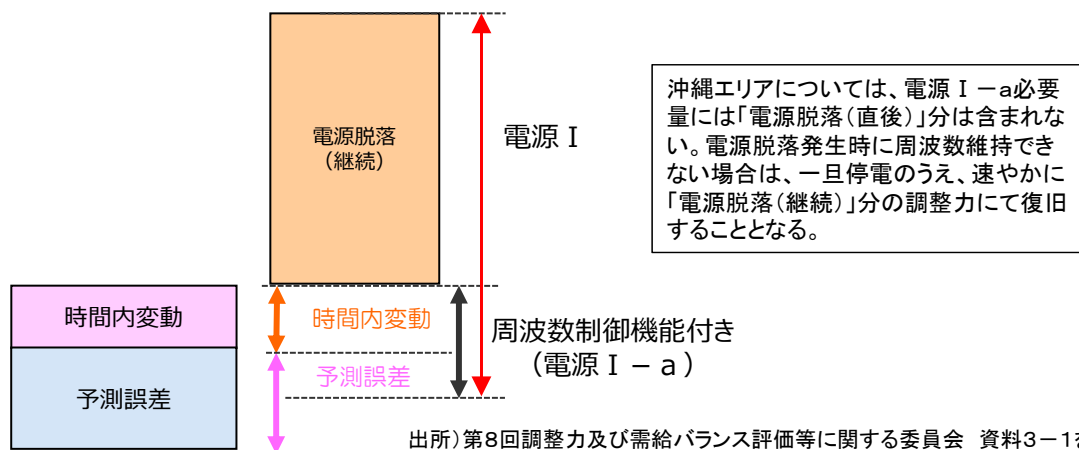 電源脱落
(継続)
電源Ⅰ
沖縄エリアについては、電源Ⅰ-a必要
量には「電源脱落(直後)」分は含まれな
い。電源脱落発生時に周波数維持でき
ない場合は、一旦停電のうえ、速やかに
「電源脱落(継続)」分の調整力にて復旧
することとなる。
時間内変動
時間内変動
周波数制御機能付き
(電源Ⅰ-a)
予測誤差
予測誤差
出所)第8回調整力及び需給バランス評価等に関する委員会 資料3-1